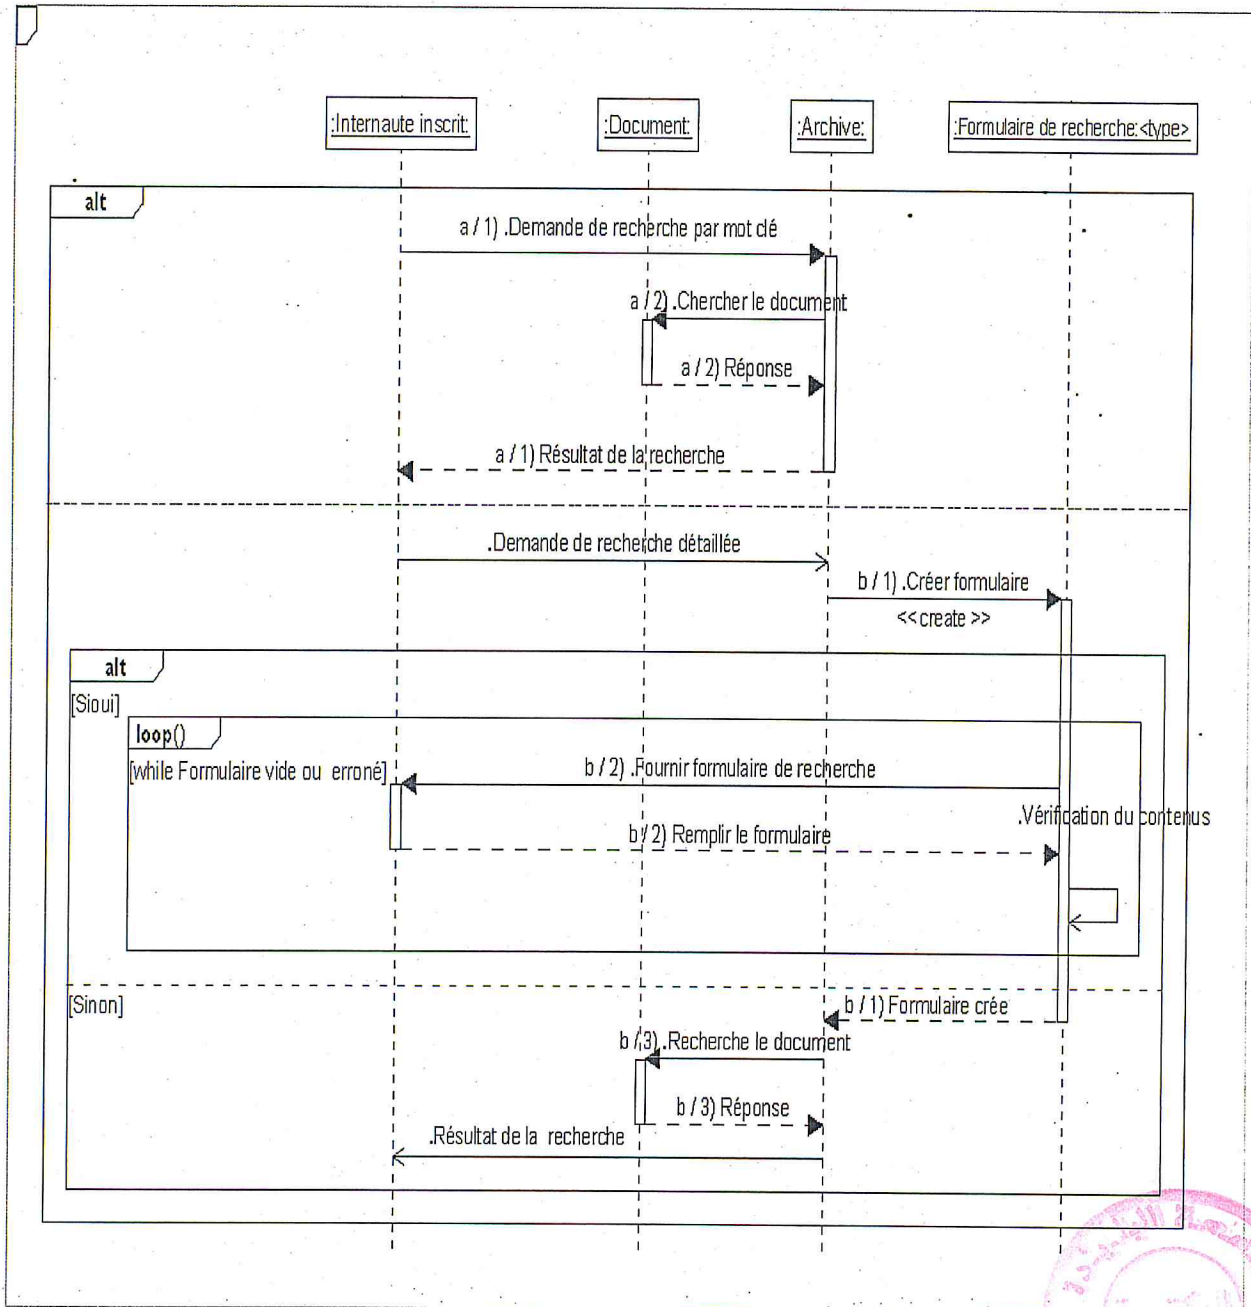 :Internaute inscrit:
:Document:
:Archive:
:Formulaire de recherche:<type>
alt
a / 1) .Demande de recherche par mot clé
a / 2) .Chercher le document
a / 2) Réponse
a / 1) Résultat de la recherche
.Demande de recherche détaillée
b / 1) .Créer formulaire
<<create >>
alt
[Sioui]
loop()
[while Formulaire vide ou erroné]
b / 2) .Fournir formulaire de recherche
.Vérification du contenus
b / 2) Remplir le formulaire
[Sinon]
b / 1) Formulaire crée
b / 3) .Recherche le document
b / 3) Réponse
.Résultat de la recherche